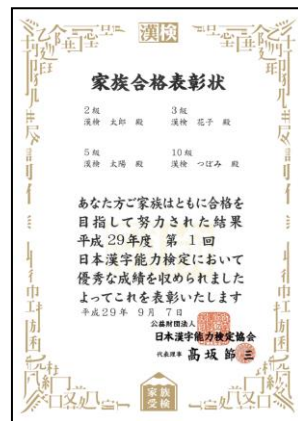 漢検
家族合格表彰状
2級 3級
漢検 太郎 殿 漢検 花子 殿
5級 10級
漢検 太陽 殿 漢検 つぼみ 殿
あなた方ご家族はともに合格を
目指して努力された結果
平成29年度 第1回
日本漢字能力検定において
優秀な成績を収められました
よってこれを表彰いたします
平成29年 9月 7日
公益財団法人
日本漢字能力検定協会
代表理事 高坂節三
家族
受検